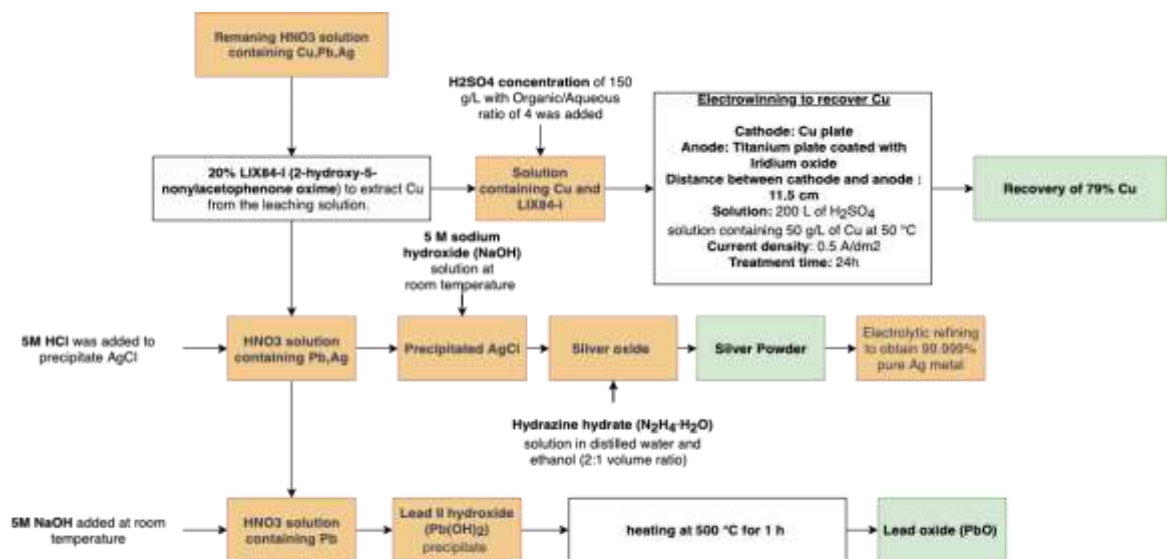 Remaning HNO3 solution
containing Cu,Pb,Ag
H2SO4 concentration of 150
g/L with Organic/Aqueous
ratio of 4 was added
20% LIX84-I (2-hydroxy-5-
nonylacetophenone oxime) to extract Cu
from the leaching solution.
Solution
containing Cu and
LIX84-I
Electrowinning to recover Cu
Cathode: Cu plate
Anode: Titanium plate coated with
Iridium oxide
Distance between cathode and anode :
11.5 cm
Solution: 200 L of H2SO4
solution containing 50 g/L of Cu at 50 °C
Current density: 0.5 A/dm2
Treatment time: 24h
Recovery of 79% Cu
5 M sodium
hydroxide (NaOH)
solution at
room temperature
5M HCl was added to
precipitate AgCl
HNO3 solution
containing Pb,Ag
Precipitated AgCl
Silver oxide
Silver Powder
Electrolytic refining
to obtain 99.999%
pure Ag metal
Hydrazine hydrate (N2H4·H2O)
solution in distilled water and
ethanol (2:1 volume ratio)
5M NaOH added at room
temperature
HNO3 solution
containing Pb
Lead II hydroxide
(Pb(OH)2)
precipitate
heating at 500 °C for 1 h
Lead oxide (PbO)